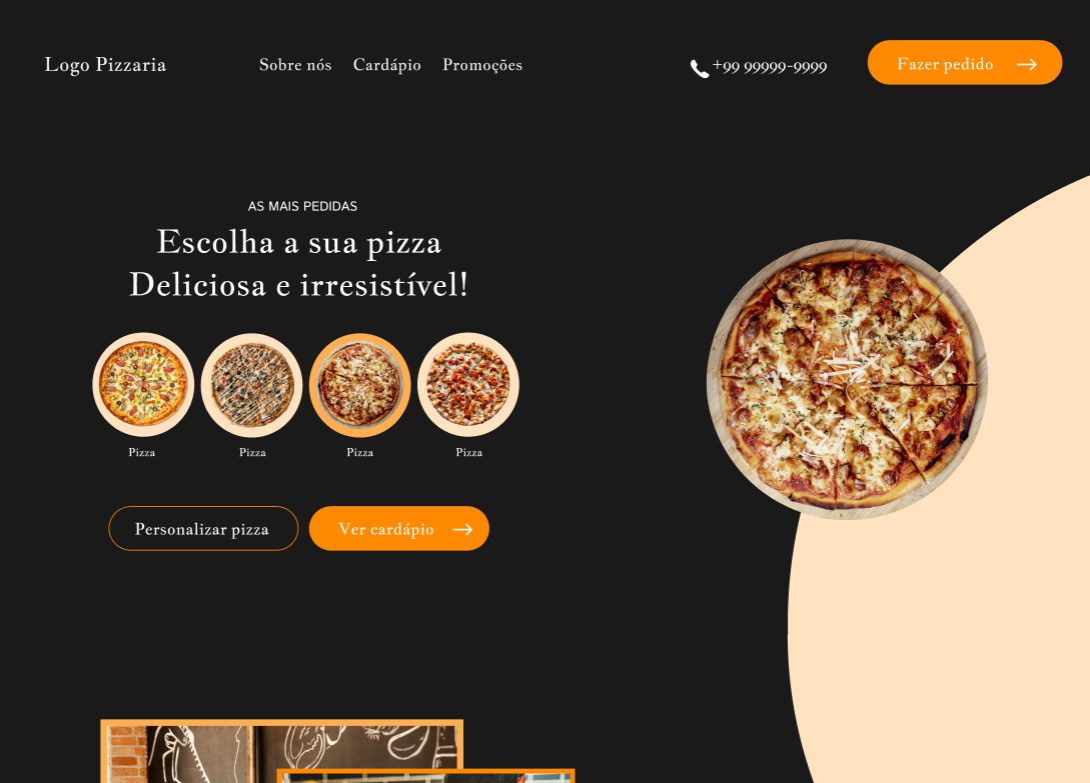 Logo Pizzaria
Sobre nós
Cardápio
Promoções
+99 99999-9999
Fazer pedido
AS MAIS PEDIDAS
Escolha a sua pizza
Deliciosa e irresistível!
Pizza
Pizza
Pizza
Pizza
Personalizar pizza
Ver cardápio